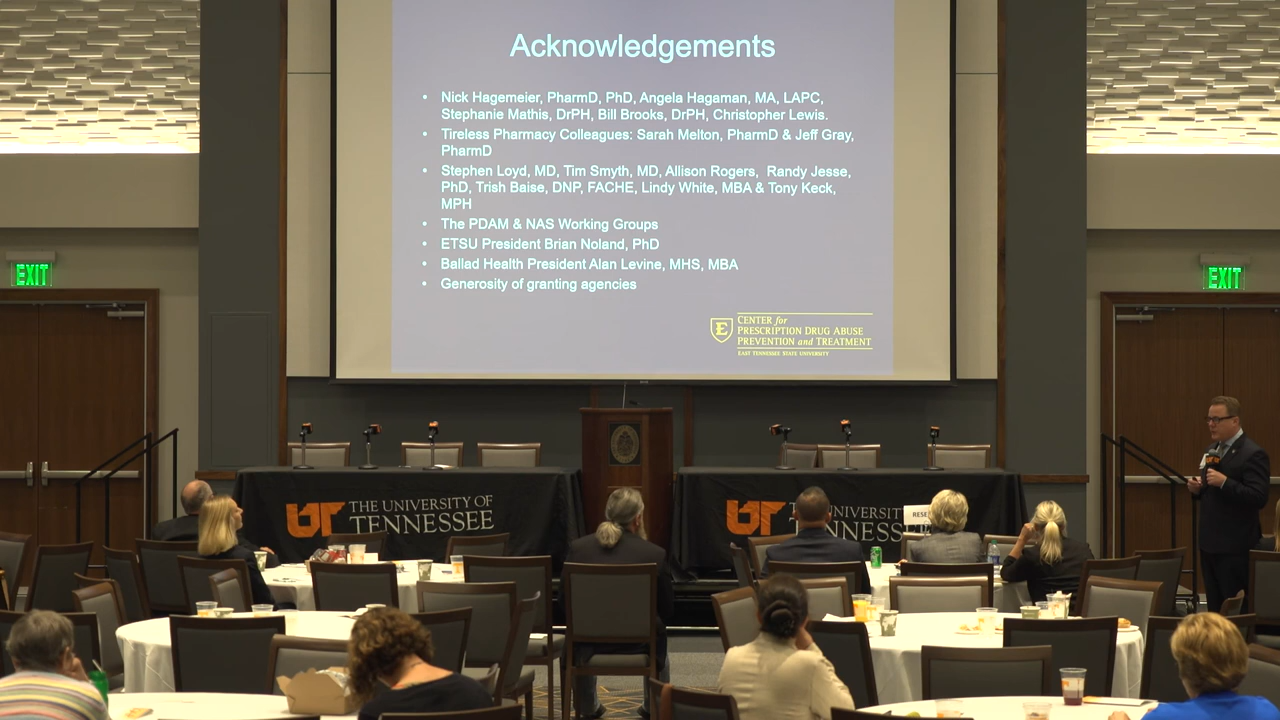 Acknowledgements
• Nick Hagemeier, PharmD, PhD, Angela Hagaman, MA, LAPC,
Stephanie Mathis, DrPH, Bill Brooks, DrPH, Christopher Lewis.
• Tireless Pharmacy Colleagues: Sarah Melton, PharmD & Jeff Gray,
PharmD
• Stephen Loyd, MD, Tim Smyth, MD, Allison Rogers, Randy Jesse,
PhD, Trish Baise, DNP, FACHE, Lindy White, MBA & Tony Keck,
MPH
• The PDAM & NAS Working Groups
• ETSU President Brian Noland, PhD
• Ballad Health President Alan Levine, MHS, MBA
• Generosity of granting agencies
E
CENTER for
PRESCRIPTION DRUG ABUSE
PREVENTION and TREATMENT
EAST TENNESSEE STATE UNIVERSITY
EXIT
EXIT
UT THE UNIVERSITY OF
TENNESSEE
UT
RESE